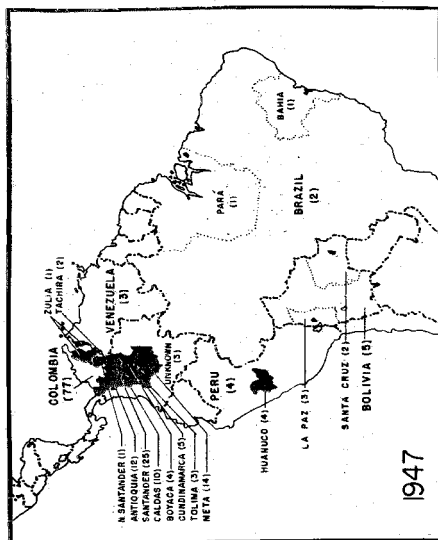 ZULIA (1)
TACHIRA (2)
COLOMBIA
(77)
VENEZUELA
(3)
N. SANTANDER (1)
ANTIOQUIA (12)
SANTANDER (25)
CALDAS (10)
BOYACA (4)
CUNDINAMARCA (5)
TOLIMA (3)
META (14)
UNKNOWN
(3)
PERU
(4)
HUANUCO (4)
PARÁ
(1)
BAHIA
(1)
BRAZIL
(2)
LA PAZ (3)
SANTA CRUZ (2)
BOLIVIA (5)
1947